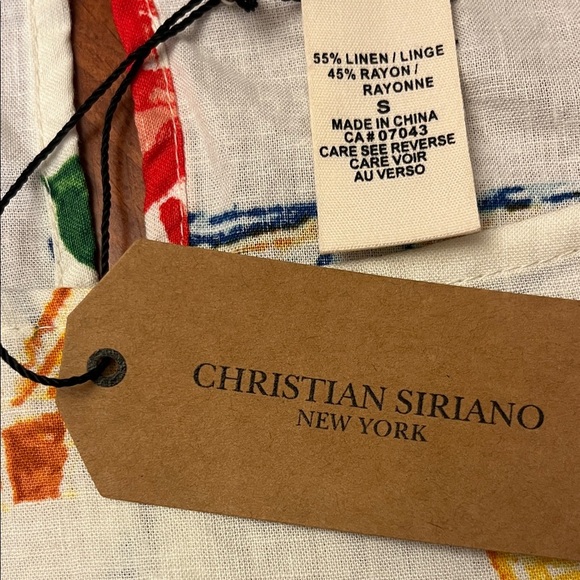 55% LINEN / LINGE
45% RAYON /
RAYONNE
S
MADE IN CHINA
CA# 07043
CARE SEE REVERSE
CARE VOIR
AU VERSO
CHRISTIAN SIRIANO
NEW YORK